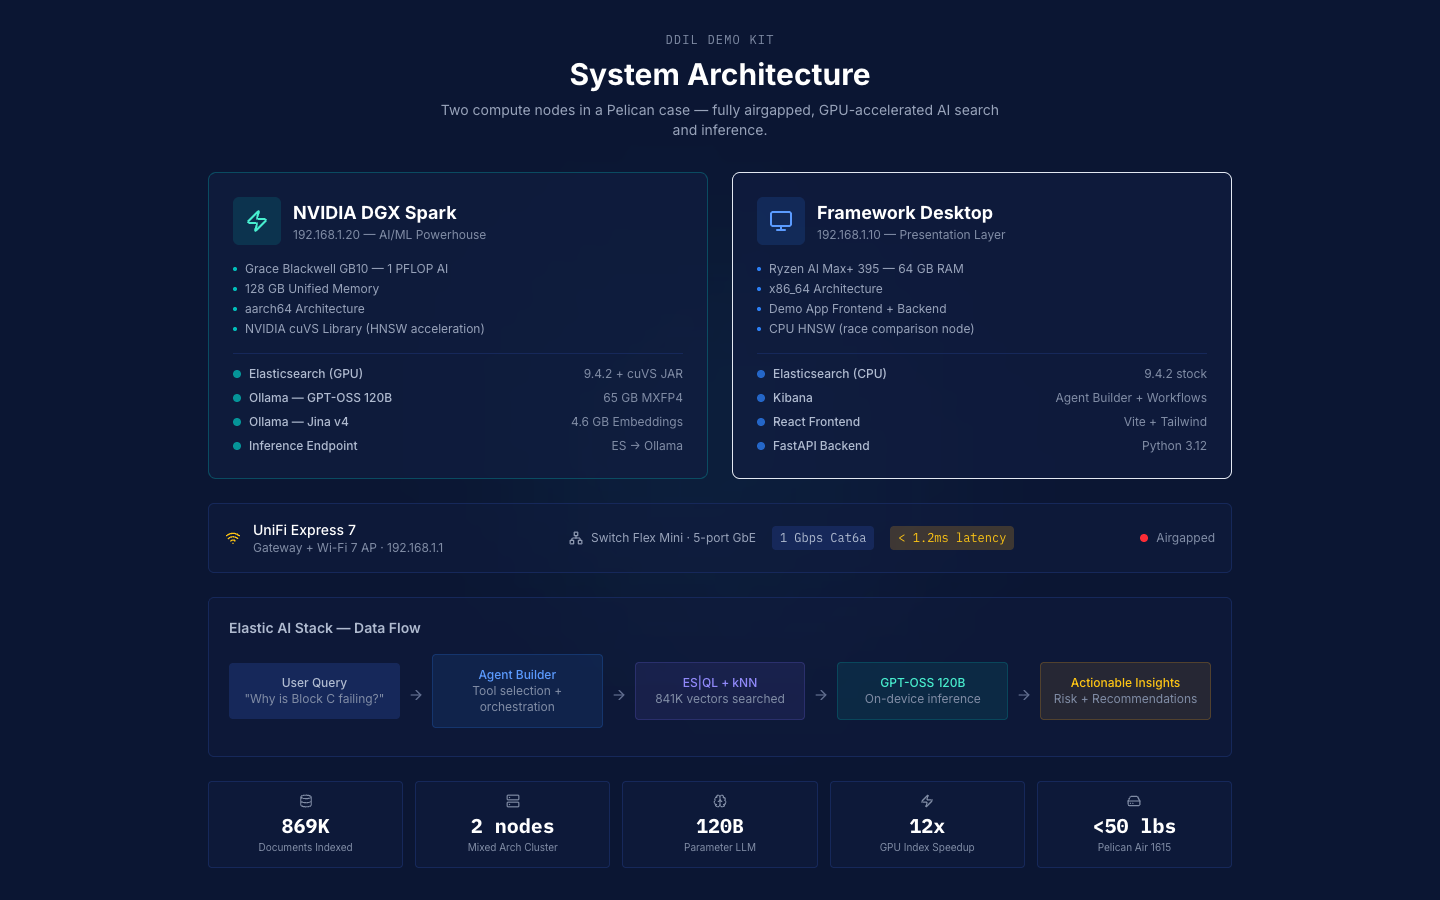 DDIL DEMO KIT
System Architecture
Two compute nodes in a Pelican case — fully airgapped, GPU-accelerated AI search
and inference.
NVIDIA DGX Spark
192.168.1.20 — AI/ML Powerhouse
Grace Blackwell GB10 — 1 PFLOP AI
128 GB Unified Memory
aarch64 Architecture
NVIDIA cuVS Library (HNSW acceleration)
Elasticsearch (GPU) 9.4.2 + cuVS JAR
Ollama — GPT-OSS 120B 65 GB MXFP4
Ollama — Jina v4 4.6 GB Embeddings
Inference Endpoint ES → Ollama
Framework Desktop
192.168.1.10 — Presentation Layer
Ryzen AI Max+ 395 — 64 GB RAM
x86_64 Architecture
Demo App Frontend + Backend
CPU HNSW (race comparison node)
Elasticsearch (CPU) 9.4.2 stock
Kibana Agent Builder + Workflows
React Frontend Vite + Tailwind
FastAPI Backend Python 3.12
UniFi Express 7
Gateway + Wi-Fi 7 AP · 192.168.1.1
Switch Flex Mini · 5-port GbE
1 Gbps Cat6a
< 1.2ms latency
Airgapped
Elastic AI Stack — Data Flow
User Query
"Why is Block C failing?"
→
Agent Builder
Tool selection +
orchestration
→
ES|QL + kNN
841K vectors searched
→
GPT-OSS 120B
On-device inference
→
Actionable Insights
Risk + Recommendations
869K
Documents Indexed
2 nodes
Mixed Arch Cluster
120B
Parameter LLM
12x
GPU Index Speedup
<50 lbs
Pelican Air 1615